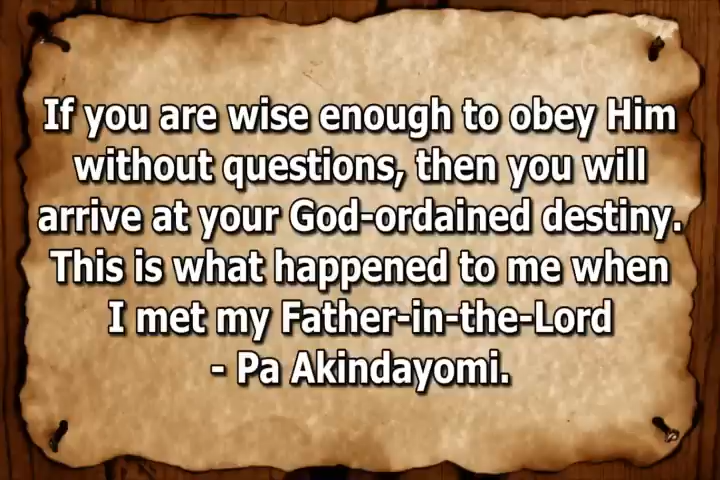 If you are wise enough to obey Him
without questions, then you will
arrive at your God-ordained destiny.
This is what happened to me when
I met my Father-in-the-Lord
- Pa Akindayomi.